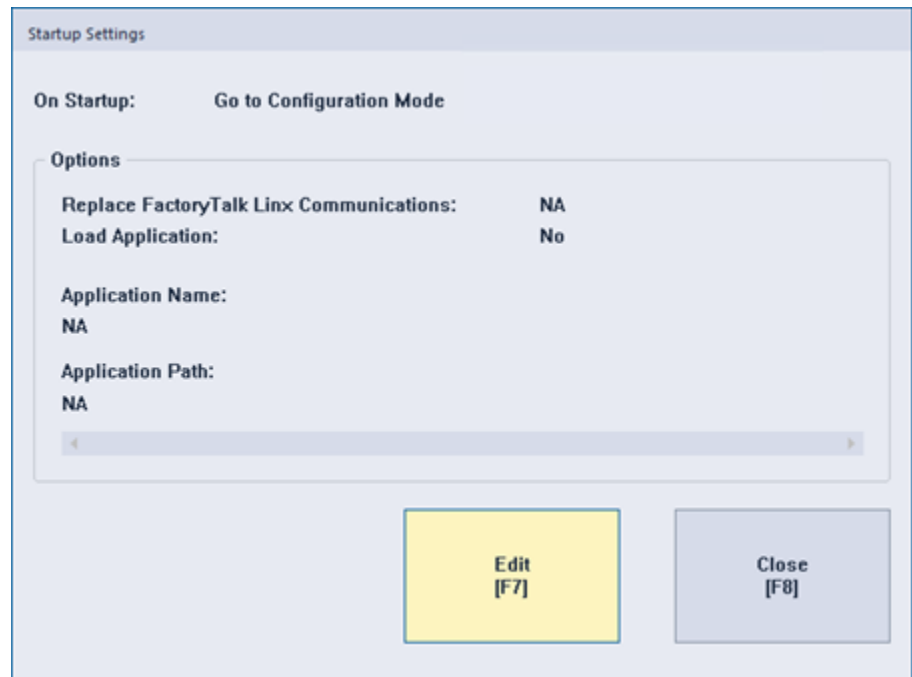 Startup Settings
On Startup: Go to Configuration Mode
Options
Replace FactoryTalk Linx Communications: NA
Load Application: No
Application Name:
NA
Application Path:
NA
Edit
[F7]
Close
[F8]